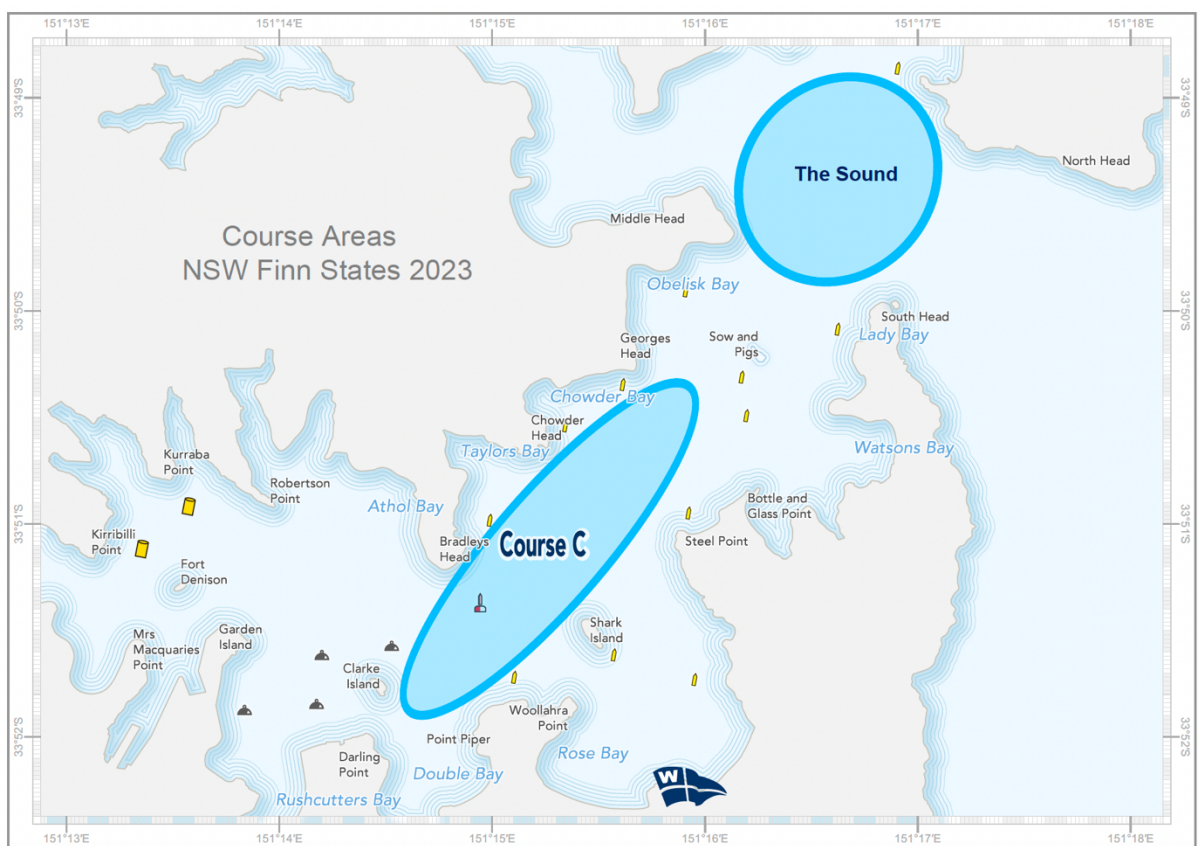 151°13'E
151°14'E
151°15'E
151°16'E
151°17'E
151°18'E
33°49'S
33°49'S
The Sound
North Head
Middle Head
Course Areas
NSW Finn States 2023
Obelisk Bay
33°50'S
33°50'S
South Head
Lady Bay
Georges
Head
Sow and
Pigs
Chowder Bay
Chowder
Head
Taylors Bay
Watsons Bay
Kurraba
Point
Robertson
Point
Athol Bay
Bottle and
Glass Point
33°51'S
33°51'S
Kirribilli
Point
Bradleys
Head
Course C
Steel Point
Fort
Denison
Mrs
Macquaries
Point
Garden
Island
Shark
Island
Clarke
Island
Woollahra
Point
33°52'S
33°52'S
Point Piper
Rose Bay
Darling
Point
Double Bay
W
Rushcutters Bay
151°13'E
151°14'E
151°15'E
151°16'E
151°17'E
151°18'E